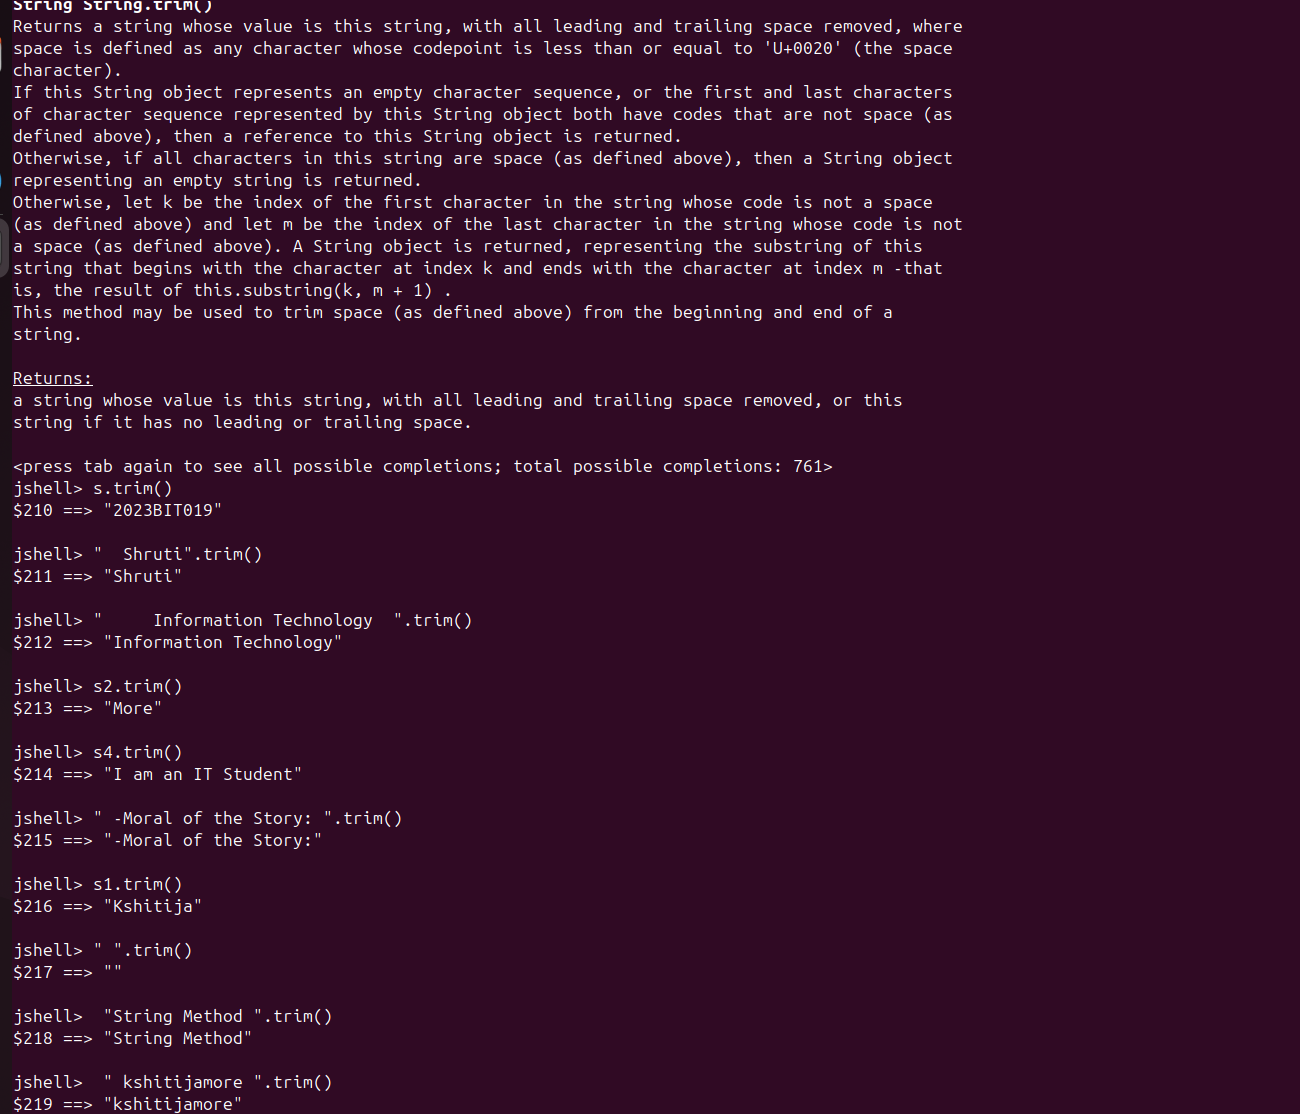 String String.trim()
Returns a string whose value is this string, with all leading and trailing space removed, where
space is defined as any character whose codepoint is less than or equal to 'U+0020' (the space
character).
If this String object represents an empty character sequence, or the first and last characters
of character sequence represented by this String object both have codes that are not space (as
defined above), then a reference to this String object is returned.
Otherwise, if all characters in this string are space (as defined above), then a String object
representing an empty string is returned.
Otherwise, let k be the index of the first character in the string whose code is not a space
(as defined above) and let m be the index of the last character in the string whose code is not
a space (as defined above). A String object is returned, representing the substring of this
string that begins with the character at index k and ends with the character at index m -that
is, the result of this.substring(k, m + 1) .
This method may be used to trim space (as defined above) from the beginning and end of a
string.

Returns:
a string whose value is this string, with all leading and trailing space removed, or this
string if it has no leading or trailing space.

<press tab again to see all possible completions; total possible completions: 761>
jshell> s.trim()
$210 ==> "2023BIT019"

jshell> "  Shruti".trim()
$211 ==> "Shruti"

jshell> "     Information Technology  ".trim()
$212 ==> "Information Technology"

jshell> s2.trim()
$213 ==> "More"

jshell> s4.trim()
$214 ==> "I am an IT Student"

jshell> " -Moral of the Story: ".trim()
$215 ==> "-Moral of the Story:"

jshell> s1.trim()
$216 ==> "Kshitija"

jshell> " ".trim()
$217 ==> ""

jshell>  "String Method ".trim()
$218 ==> "String Method"

jshell>  " kshitijamore ".trim()
$219 ==> "kshitijamore"